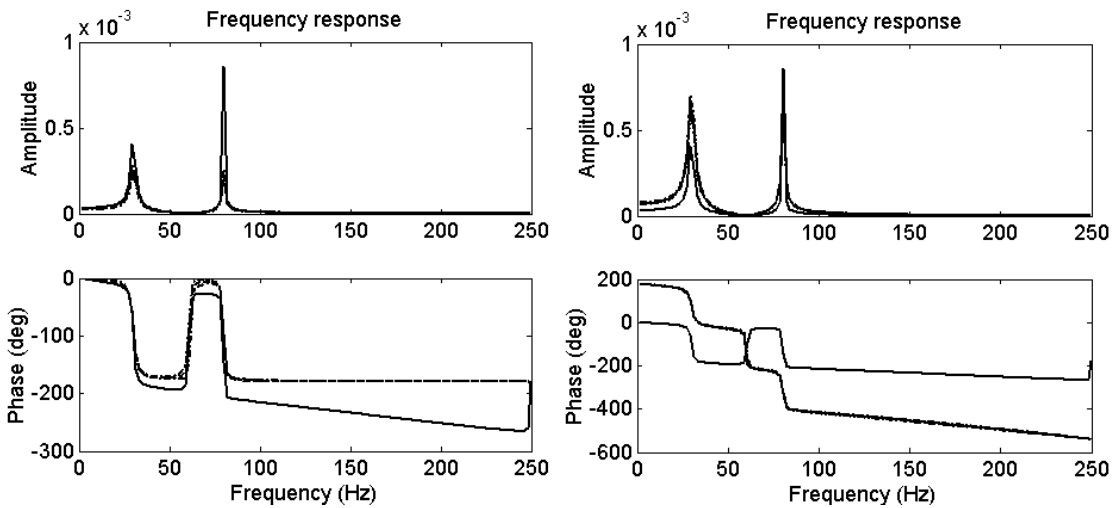 Frequency response
x 10-3
1
0.5
0
Amplitude
0 50 100 150 200 250
0
-100
-200
-300
Phase (deg)
0 50 100 150 200 250
Frequency (Hz)
Frequency response
x 10-3
1
0.5
0
Amplitude
0 50 100 150 200 250
200
0
-200
-400
-600
Phase (deg)
0 50 100 150 200 250
Frequency (Hz)